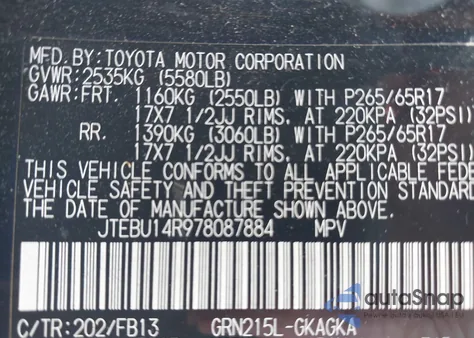 MFD.BY:TOYOTA MOTOR CORPORATION
GVWR:2535KG (5580LB)
GAWR:FRT. 1160KG (2550LB) WITH P265/65R17
17X7 1/2JJ RIMS, AT 220KPA (32PSI)
RR. 1390KG (3060LB) WITH P265/65R17
17X7 1/2JJ RIMS, AT 220KPA (32PSI)
THIS VEHICLE CONFORMS TO ALL APPLICABLE FEDE
VEHICLE SAFETY AND THEFT PREVENTION STANDAR
THE DATE OF MANUFACTURE SHOWN ABOVE.
JTEBU14R978087884 MPV
autoSnap
C/TR:202/FB13 GRN215L-GKAGKA